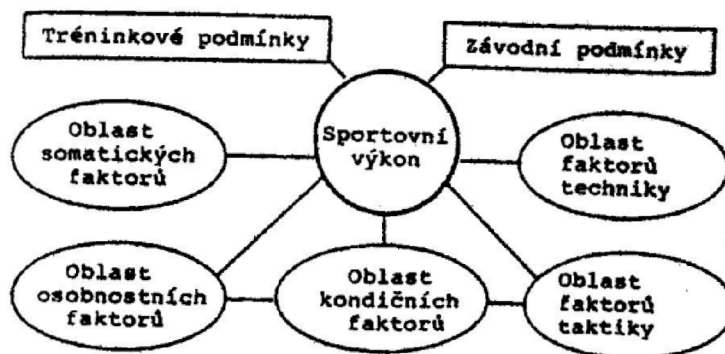 Tréninkové podmínky
Závodní podmínky
Sportovní
výkon
Oblast
somatických
faktorů
Oblast
faktorů
techniky
Oblast
osobnostních
faktorů
Oblast
kondičních
faktorů
Oblast
faktorů
taktiky